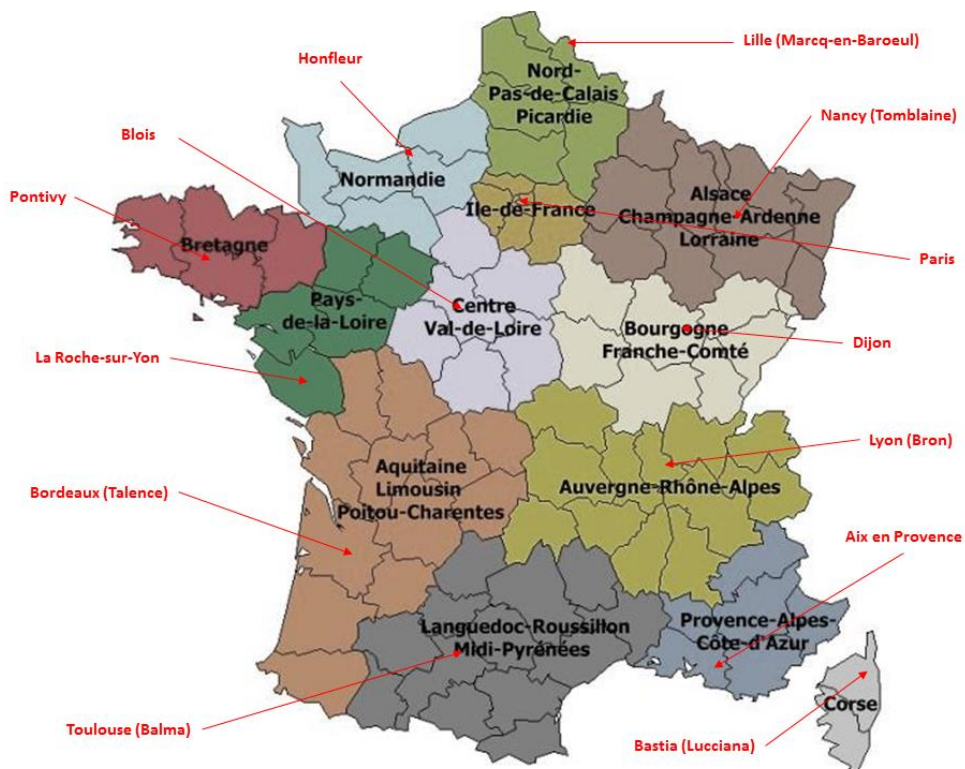 Lille (Marcq-en-Baroeul)
Honfleur
Nord-
Pas-de-Calais
Picardie
Blois
Nancy (Tomblaine)
Normandie
Alsace
Champagne-Ardenne
Lorraine
Ile-de-France
Pontivy
Bretagne
Paris
Pays-
de-la-Loire
Centre
Val-de-Loire
Bourgogne
Franche-Comté
Dijon
La Roche-sur-Yon
Lyon (Bron)
Aquitaine
Limousin
Poitou-Charentes
Auvergne-Rhône-Alpes
Bordeaux (Talence)
Aix en Provence
Languedoc-Roussillon
Midi-Pyrénées
Provence-Alpes-
Côte-d'Azur
Corse
Toulouse (Balma)
Bastia (Lucciana)